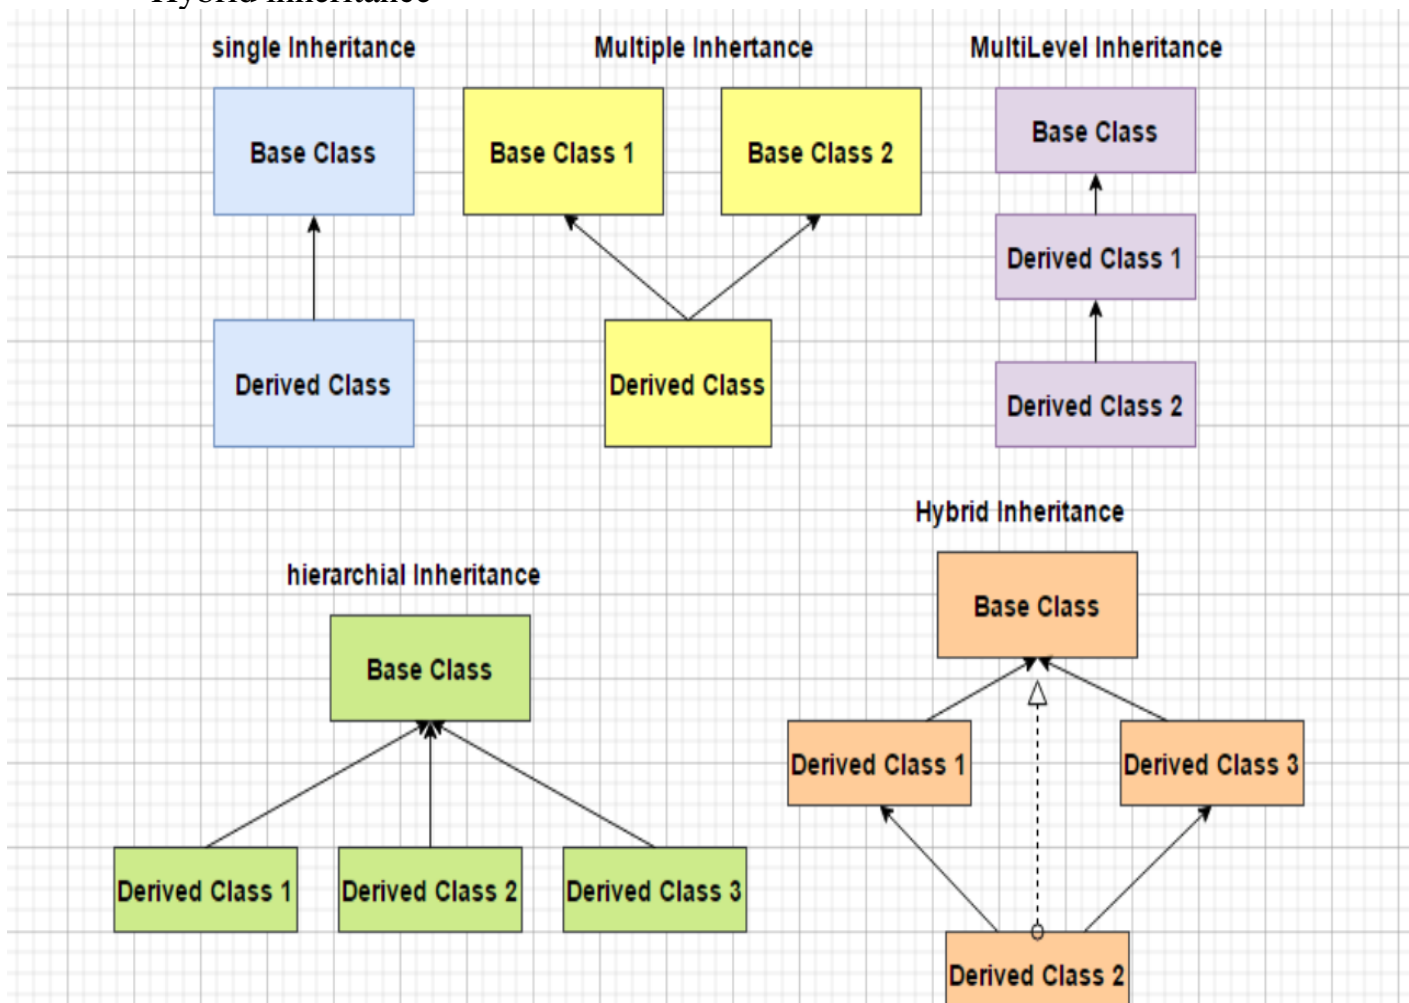 Hybrid inheritance
single Inheritance
Multiple Inhertance
MultiLevel Inheritance
Base Class
Base Class 1
Base Class 2
Base Class
Derived Class 1
Derived Class
Derived Class
Derived Class 2
Hybrid Inheritance
hierarchial Inheritance
Base Class
Base Class
Derived Class 1
Derived Class 3
Derived Class 1
Derived Class 2
Derived Class 3
Derived Class 2